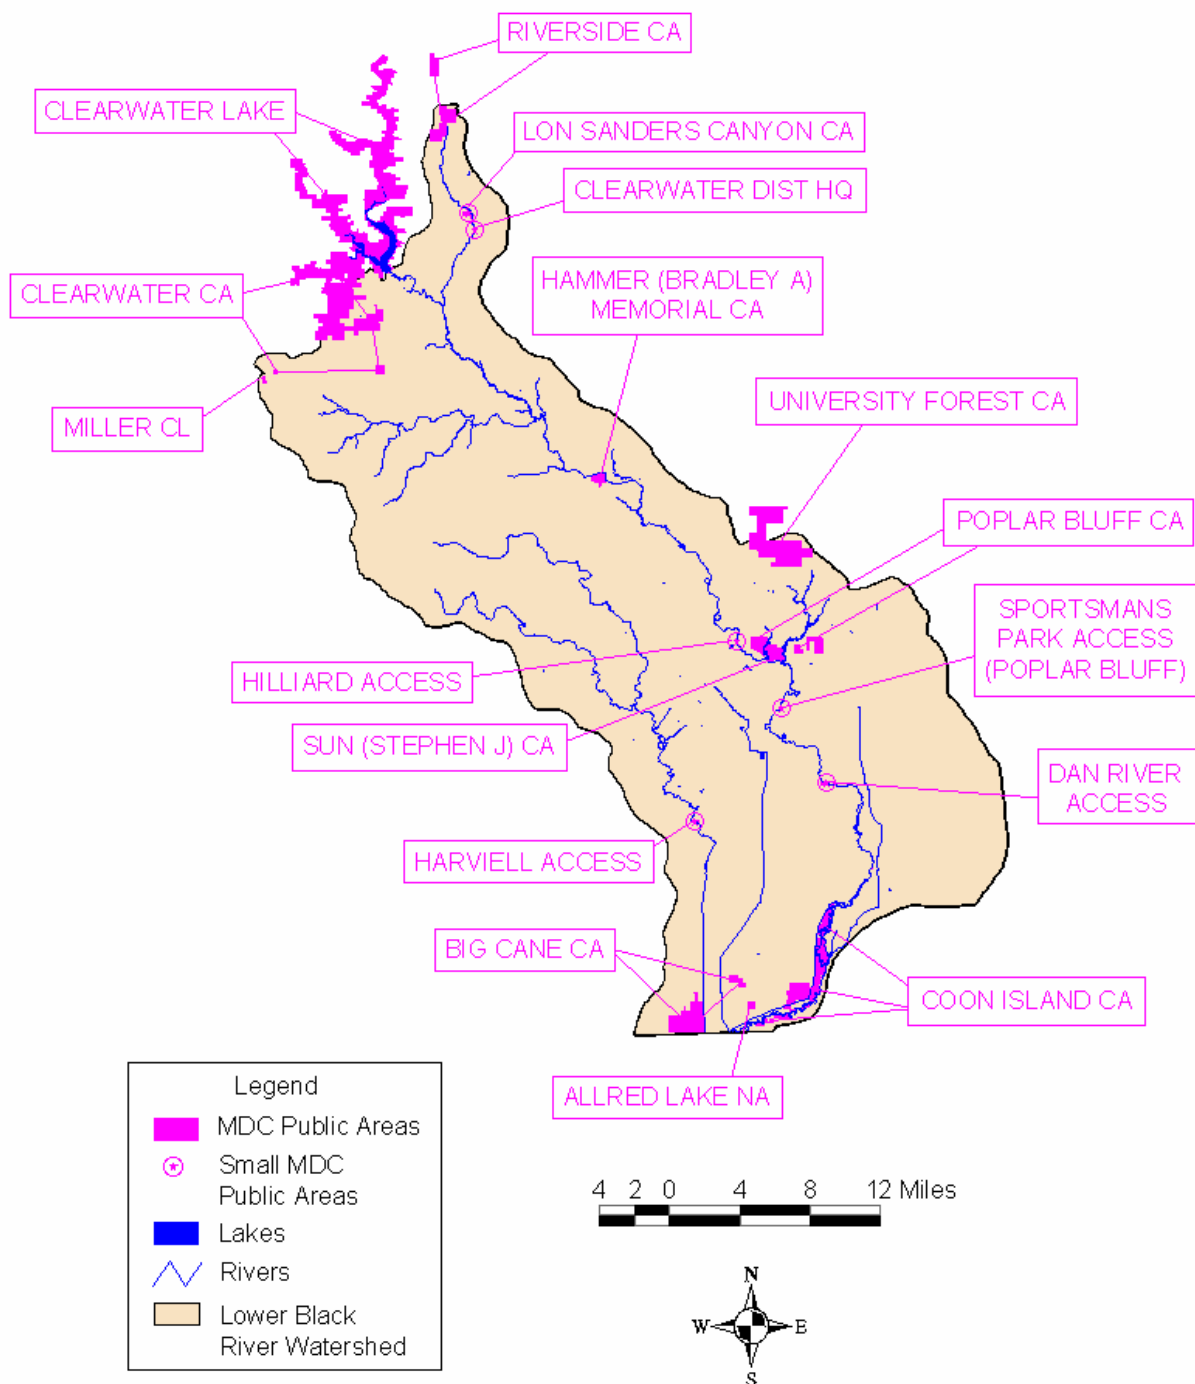 RIVERSIDE CA
CLEARWATER LAKE
LON SANDERS CANYON CA
CLEARWATER DIST HQ
HAMMER (BRADLEY A)
MEMORIAL CA
CLEARWATER CA
MILLER CL
UNIVERSITY FOREST CA
POPLAR BLUFF CA
SPORTSMANS
PARK ACCESS
(POPLAR BLUFF)
HILLIARD ACCESS
SUN (STEPHEN J) CA
DAN RIVER
ACCESS
HARVIELL ACCESS
BIG CANE CA
COON ISLAND CA
ALLRED LAKE NA
Legend
MDC Public Areas
Small MDC
Public Areas
Lakes
Rivers
Lower Black
River Watershed
4 2 0 4 8 12 Miles
N
W E
S